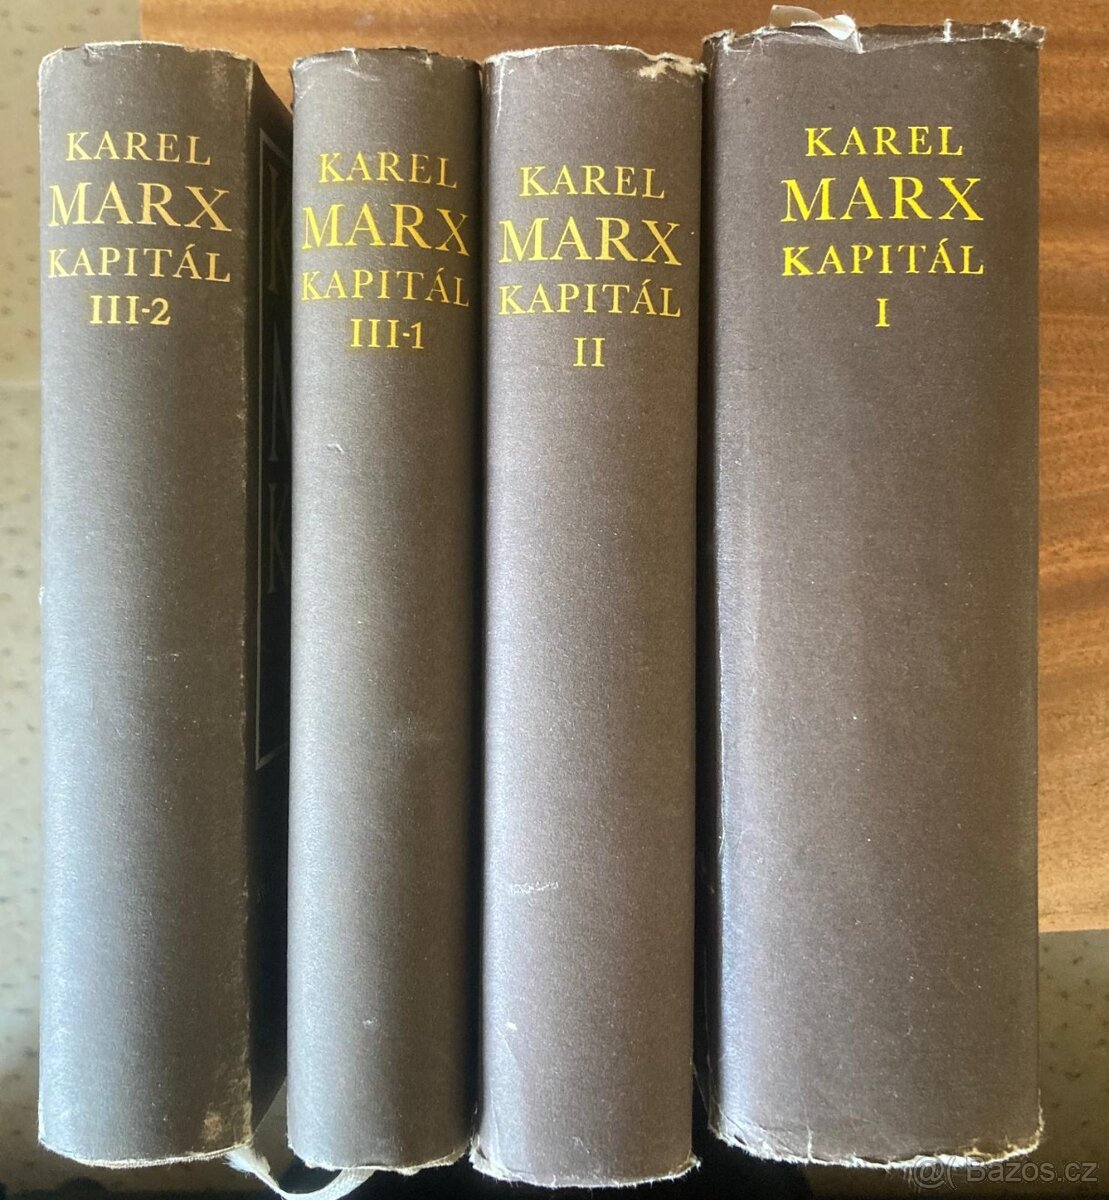 KAREL
MARX
KAPITÁL
III-2
KAREL
MARX
KAPITÁL
III-1
KAREL
MARX
KAPITÁL
II
KAREL
MARX
KAPITÁL
I
@ Bazos.cz